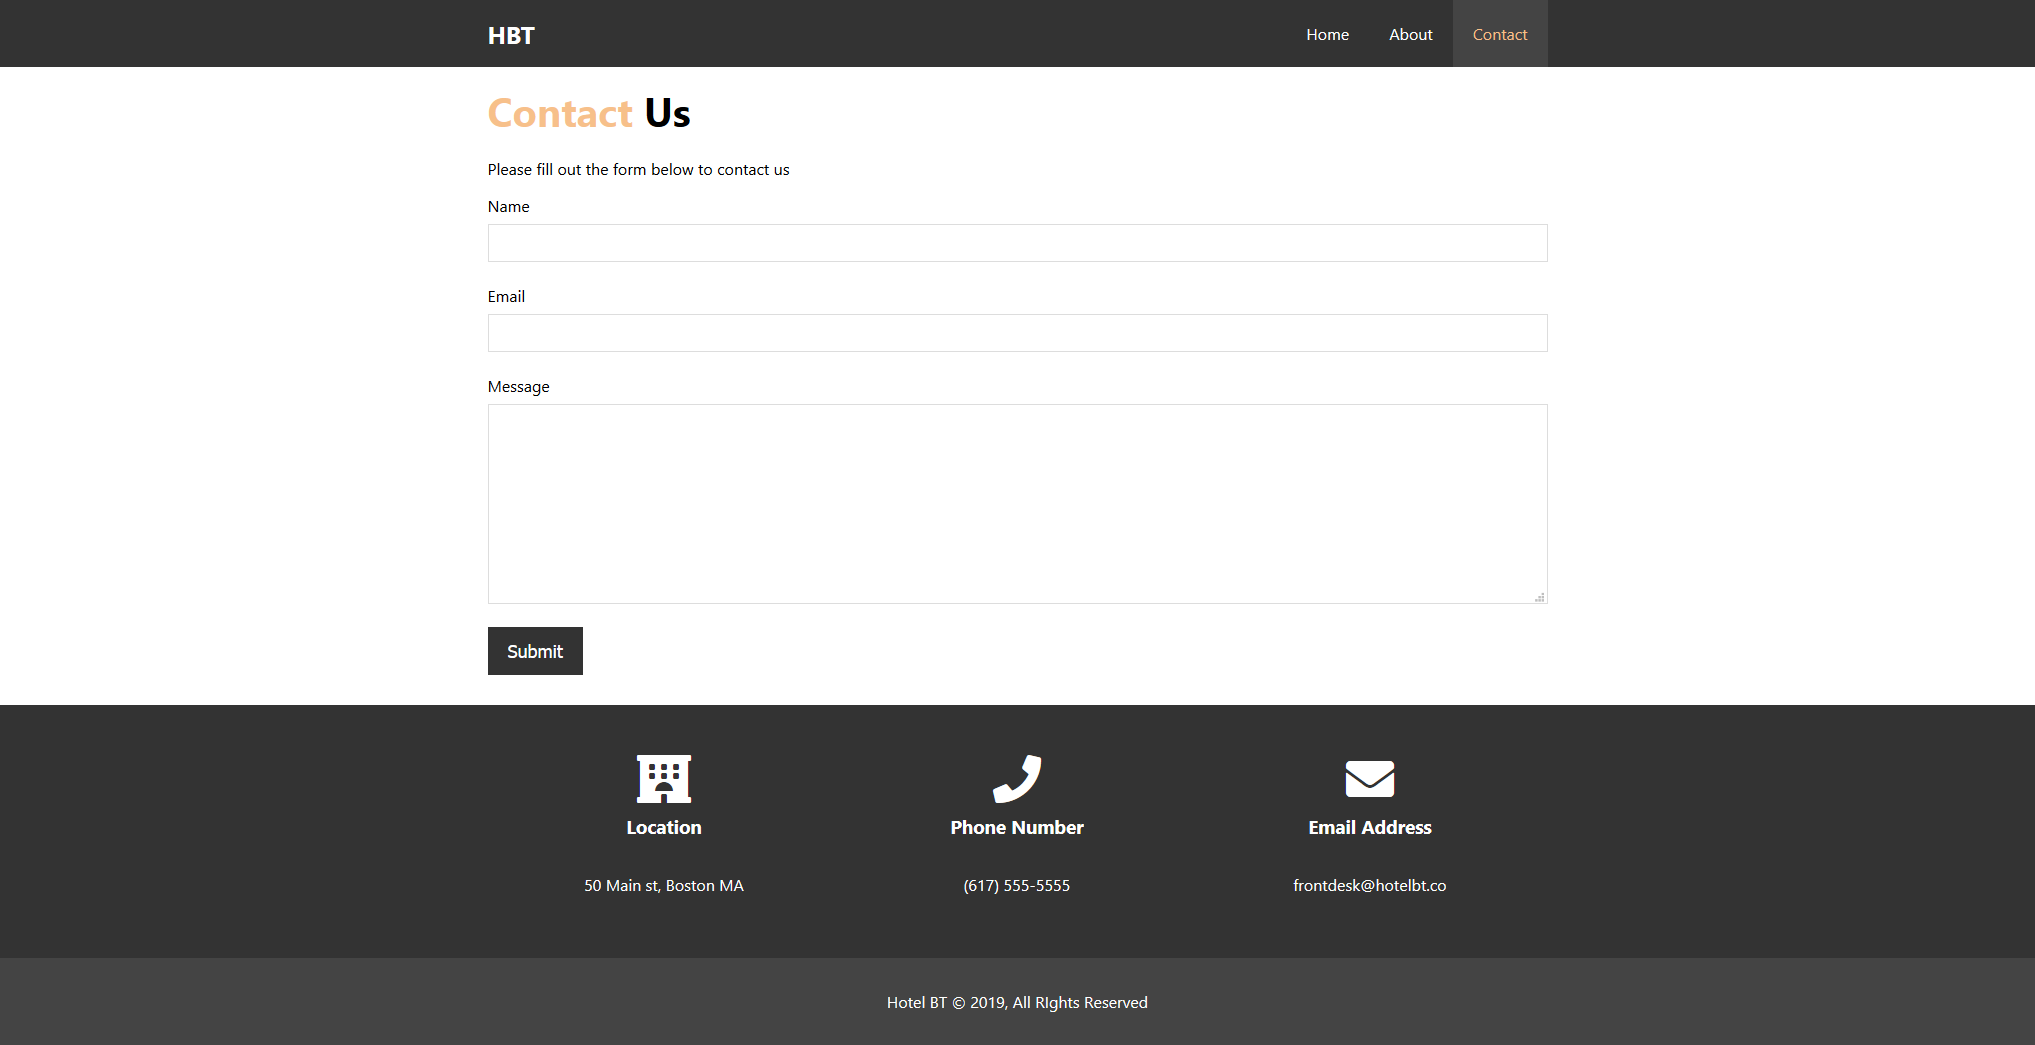 HBT
Home About Contact
Contact Us
Please fill out the form below to contact us
Name
Email
Message
Submit
Location
Phone Number
Email Address
50 Main st, Boston MA
(617) 555-5555
frontdesk@hotelbt.co
Hotel BT © 2019, All RIghts Reserved